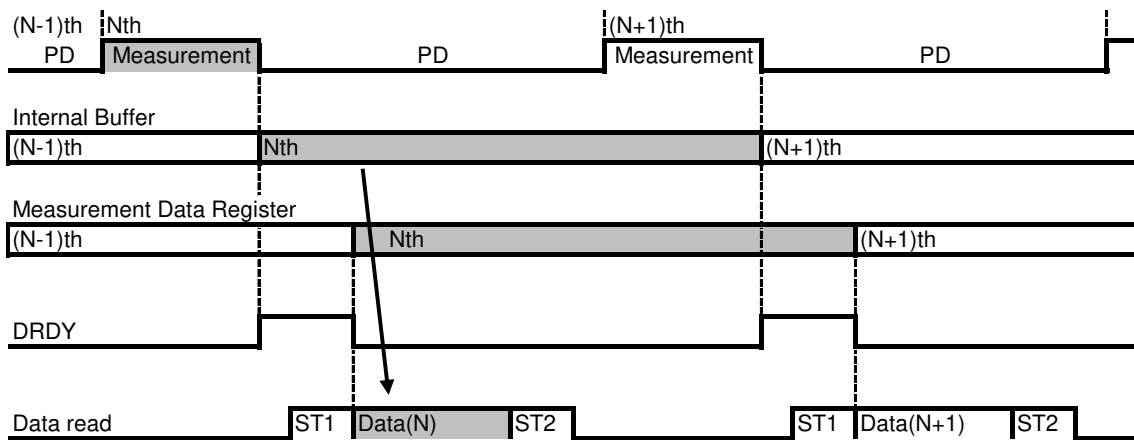 (N-1)th Nth (N+1)th
PD Measurement PD Measurement PD
Internal Buffer
(N-1)th Nth (N+1)th
Measurement Data Register
(N-1)th Nth (N+1)th
DRDY
Data read ST1 Data(N) ST2 ST1 Data(N+1) ST2